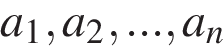 a₁, a₂, ..., aₙ